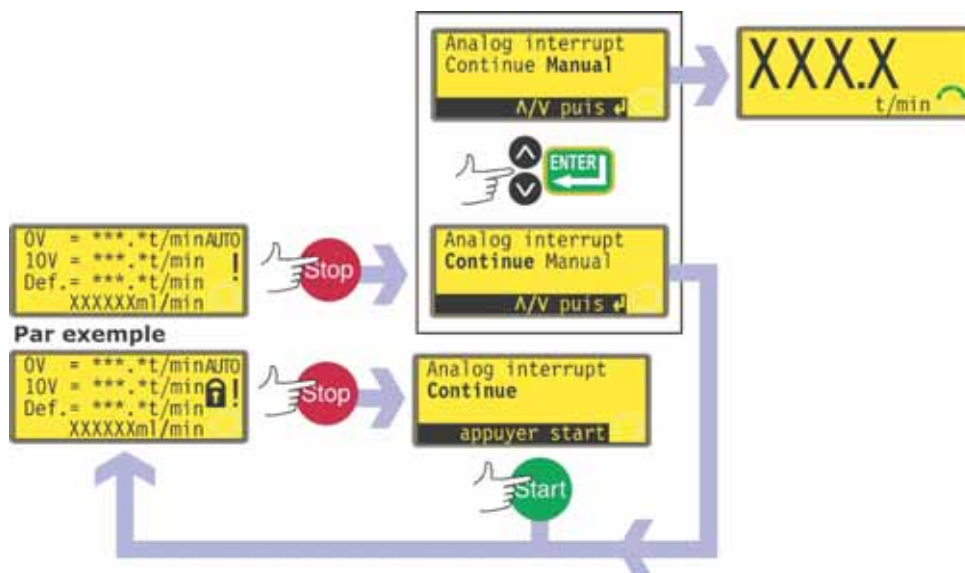 Analog interrupt
Continue Manual
Λ/V puis ↲
XXX.X
t/min
ENTER
0V = ***.*t/minAUTO
10V = ***.*t/min !
Def.= ***.*t/min
XXXXXXml/min
Stop
Analog interrupt
Continue Manual
Λ/V puis ↲
Par exemple
0V = ***.*t/minAUTO
10V = ***.*t/min !
Def.= ***.*t/min
XXXXXXml/min
Stop
Analog interrupt
Continue
appuyer start
Start